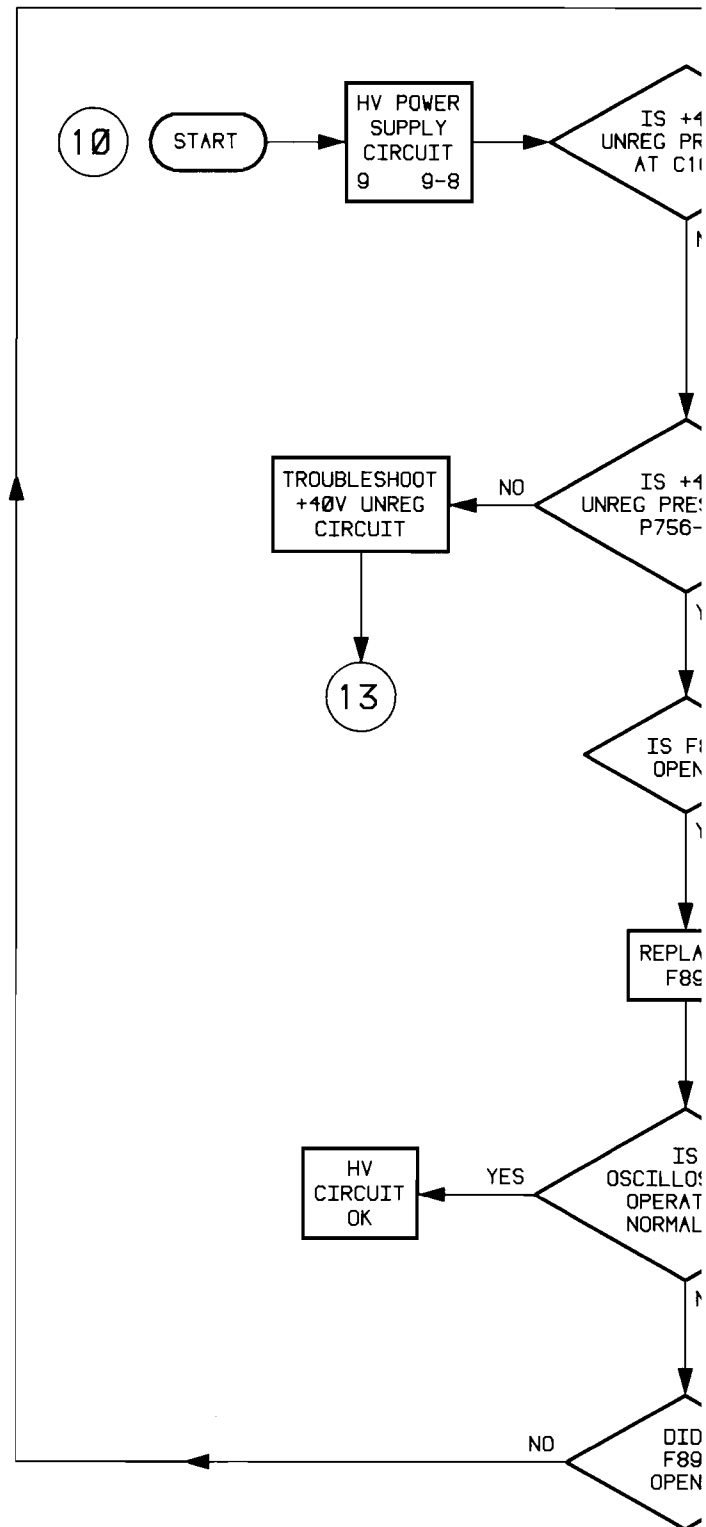 10
START
HV POWER
SUPPLY
CIRCUIT
9 9-8
IS +4
UNREG PR
AT C1
TROUBLESHOOT
+40V UNREG
CIRCUIT
NO
IS +4
UNREG PRES
P756-
13
IS F8
OPEN
REPLA
F89
HV
CIRCUIT
OK
YES
IS
OSCILLOS
OPERAT
NORMAL
NO
DID
F89
OPEN